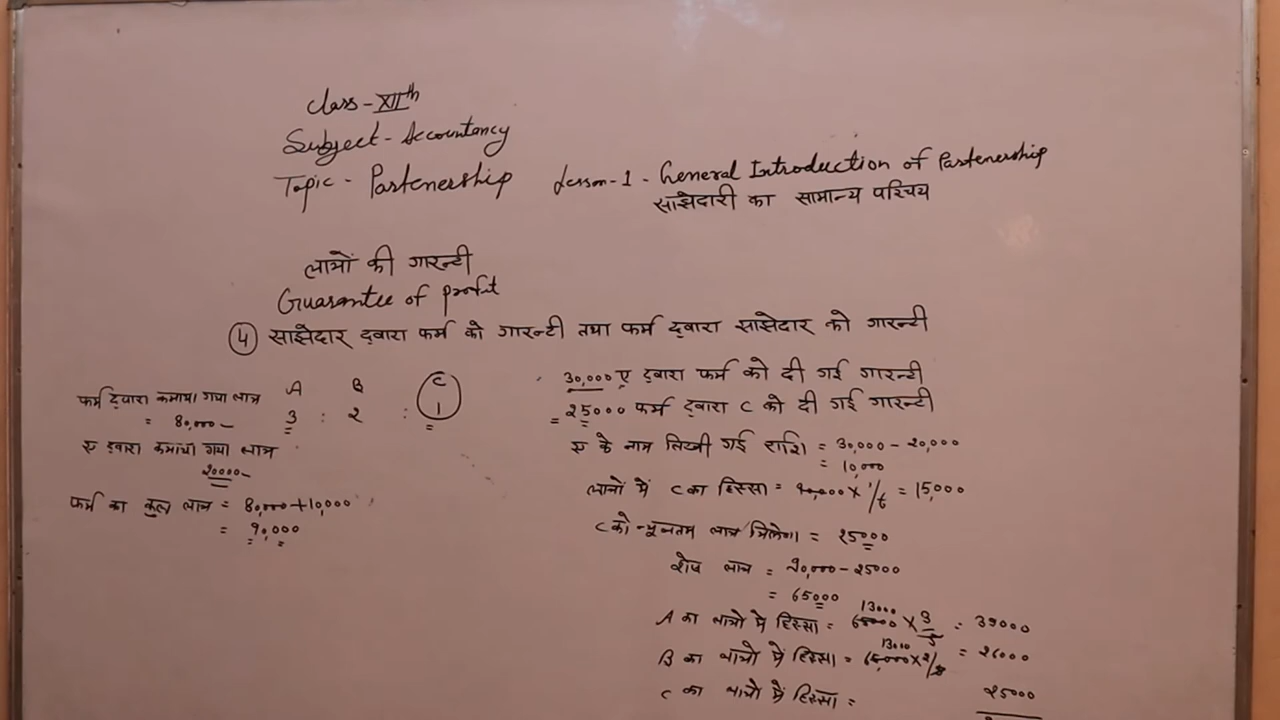 Class-XIIth
Subject-Accountancy
Topic- Partenership
Lesson-1 - General Introduction of Partenership
साझेदारी का सामान्य परिचय
लाभों की गारन्टी
Guarantee of profit
④ साझेदार द्वारा फर्म को गारन्टी तथा फर्म द्वारा साझेदार को गारन्टी
फर्म द्वारा कमाया गया लाभ
= 80,000-
A B C
3 : 2 : 1
ए द्वारा कमाया गया लाभ
20000-
फर्म का कुल लाभ = 80,000+10,000
= 90,000
30,000 ए द्वारा फर्म को दी गई गारन्टी
= 25000 फर्म द्वारा C को दी गई गारन्टी
ए के नाम लिखी गई राशि = 30,000-20,000
= 10,000
लाभों में C का हिस्सा = 90,000 × 1/6 = 15,000
C को न्यूनतम लाभ मिलेगा = 25000
शेष लाभ = 90,000-25000
= 65000
13000
A का लाभों में हिस्सा = 65000 × 3/5 = 39000
13000
B का लाभों में हिस्सा = 65,000×2/5 = 26000
C का लाभों में हिस्सा = 25000